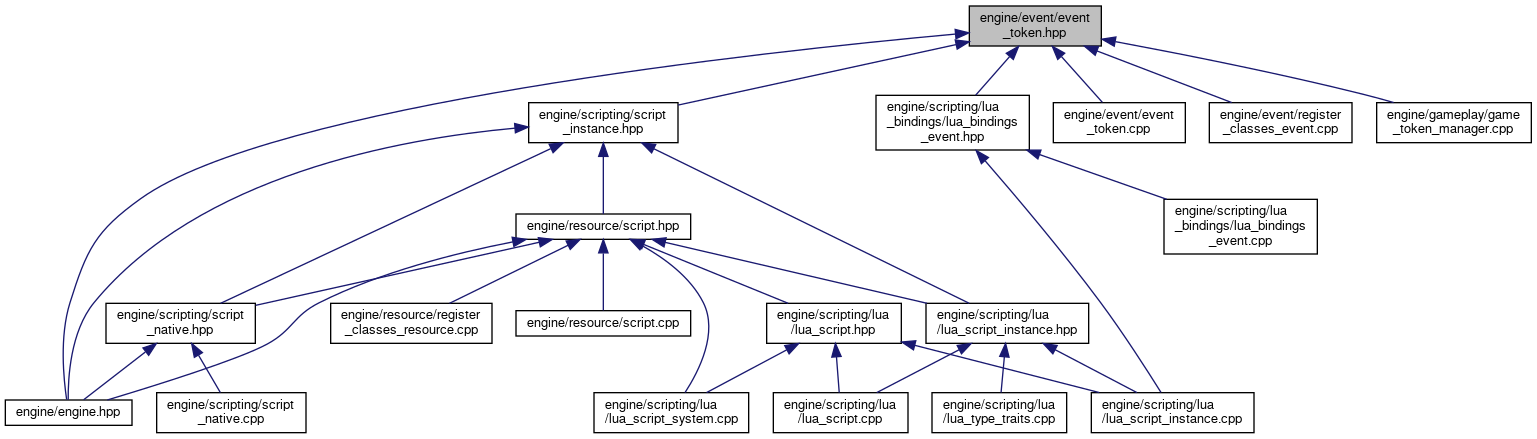 engine/event/event
_token.hpp
engine/scripting/script
_instance.hpp
engine/scripting/lua
_bindings/lua_bindings
_event.hpp
engine/event/event
_token.cpp
engine/event/register
_classes_event.cpp
engine/gameplay/game
_token_manager.cpp
engine/resource/script.hpp
engine/scripting/lua
_bindings/lua_bindings
_event.cpp
engine/scripting/script
_native.hpp
engine/resource/register
_classes_resource.cpp
engine/resource/script.cpp
engine/scripting/lua
/lua_script.hpp
engine/scripting/lua
/lua_script_instance.hpp
engine/engine.hpp
engine/scripting/script
_native.cpp
engine/scripting/lua
/lua_script_system.cpp
engine/scripting/lua
/lua_script.cpp
engine/scripting/lua
/lua_type_traits.cpp
engine/scripting/lua
/lua_script_instance.cpp